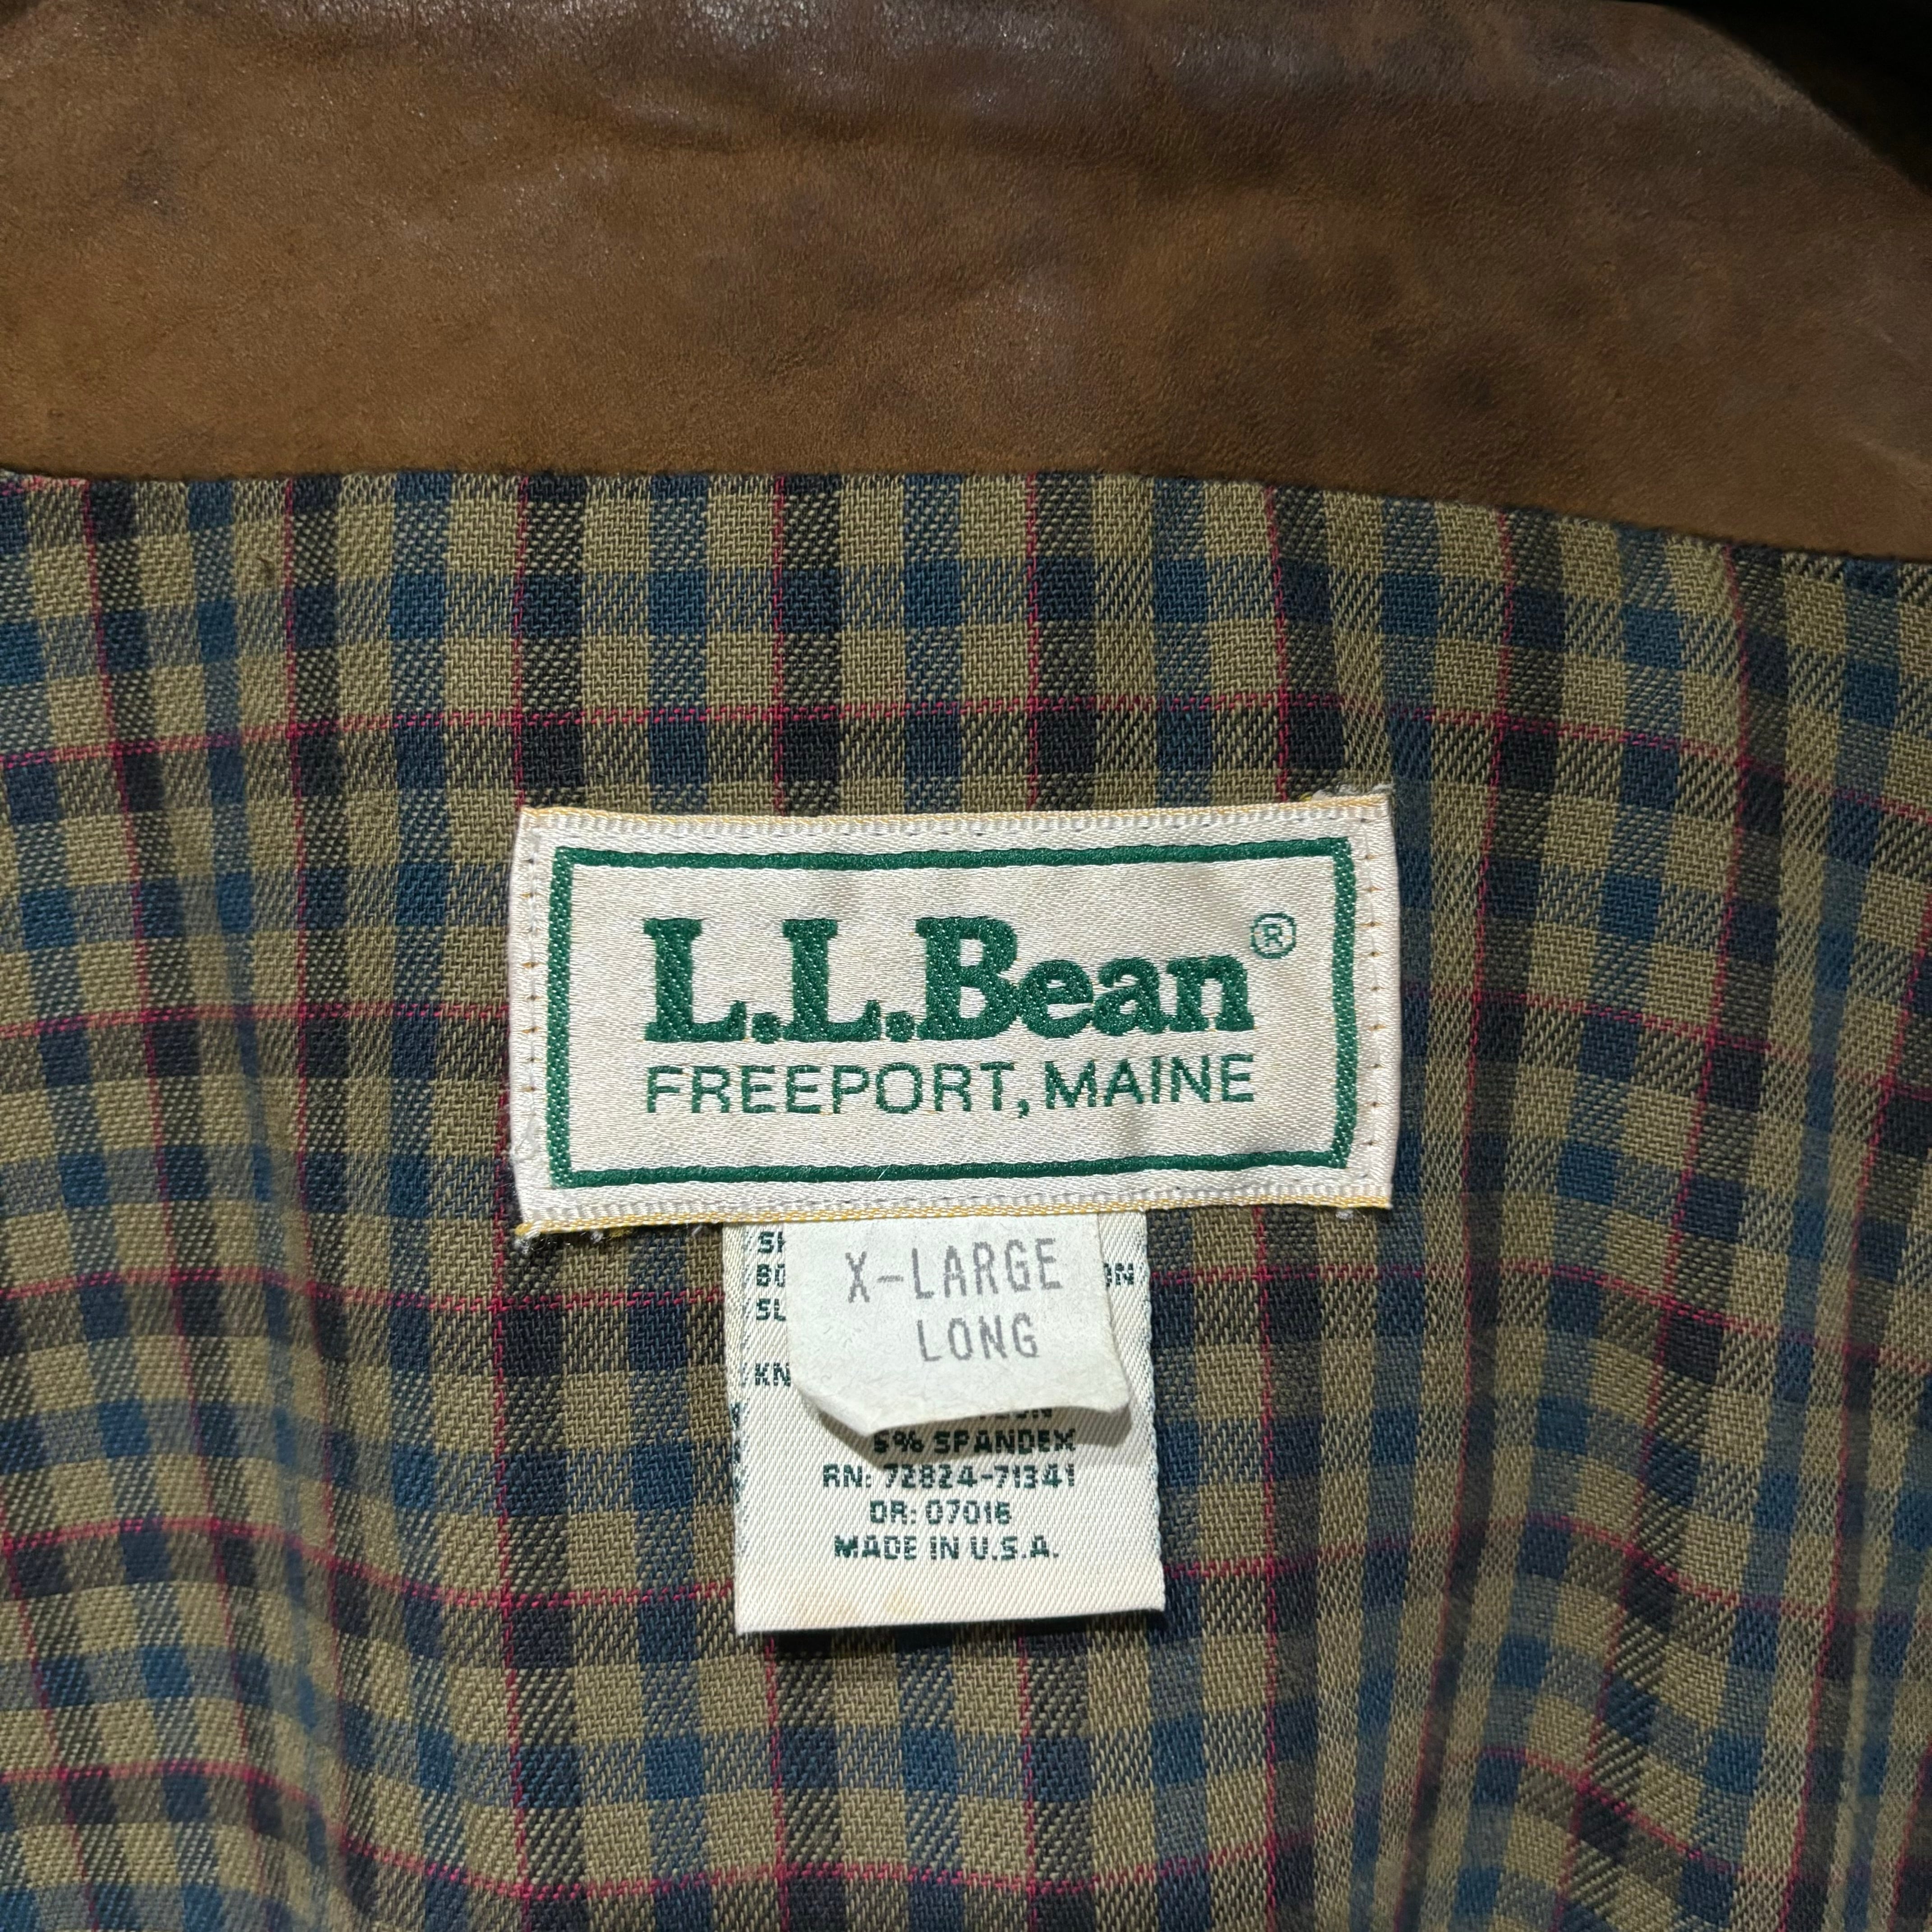 L.L.Bean®
FREEPORT, MAINE
X-LARGE
LONG
5% SPANDEX
RN: 72824-71341
DR: 07016
MADE IN U.S.A.